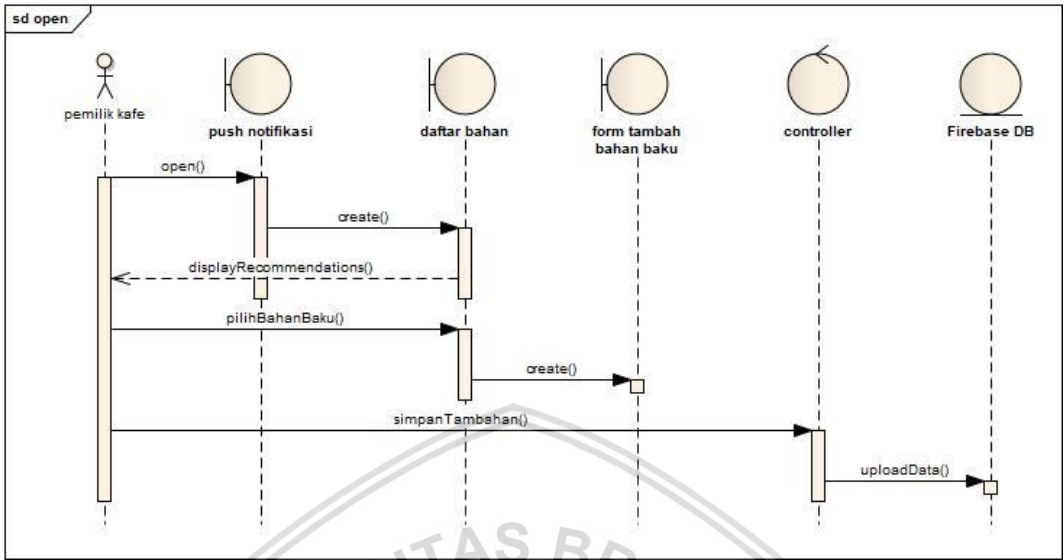 sd open
pemilik kafe
push notifikasi
daftar bahan
form tambah
bahan baku
controller
Firebase DB
open()
create()
displayRecommendations()
pilihBahanBaku()
create()
simpanTambahan()
uploadData()